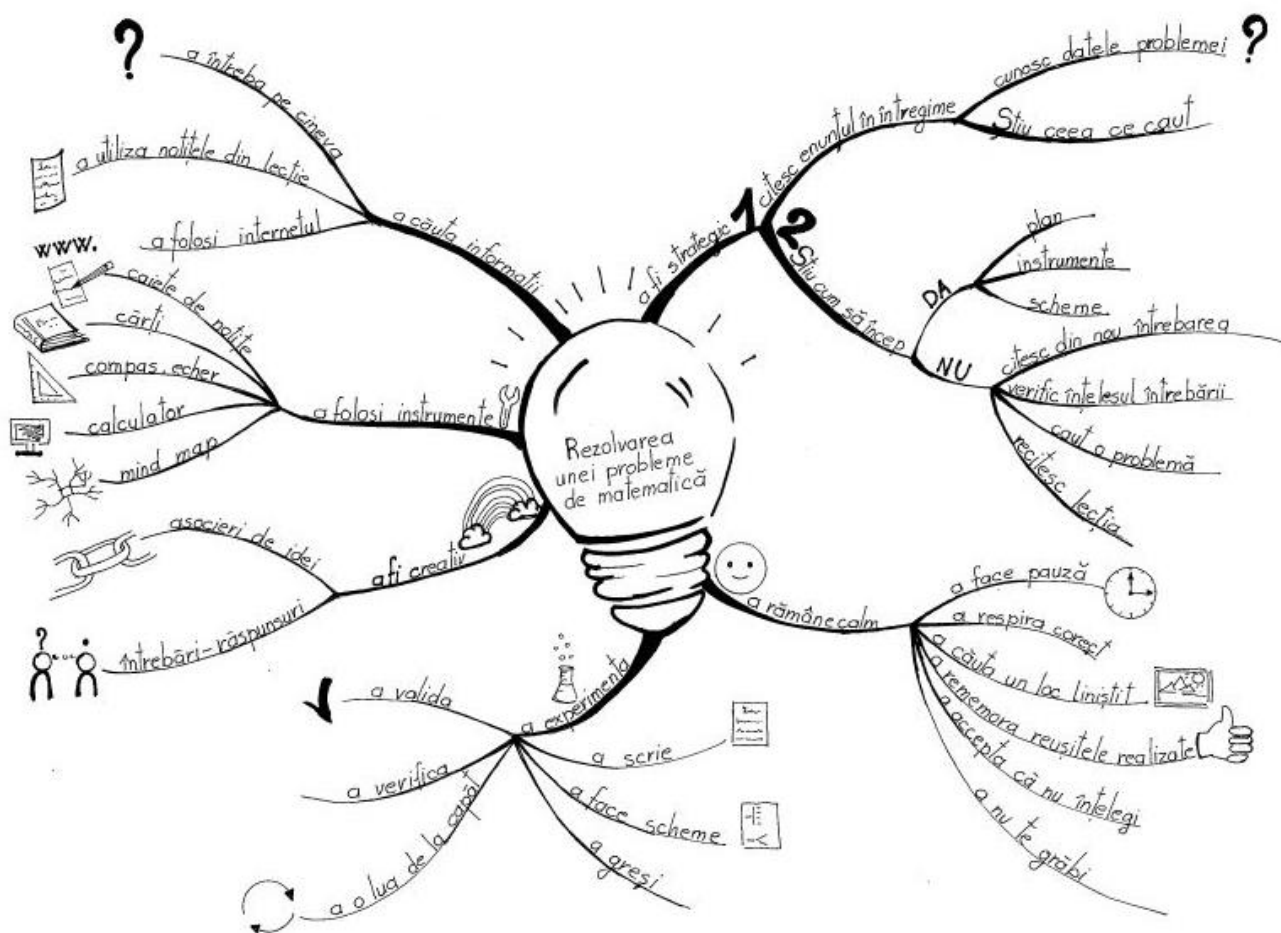 Rezolvarea
unei probleme
de matematică
a fi strategic
1
citesc enunțul în întregime
cunosc datele problemei
?
Știu ceea ce caut
2
Știu cum să încep
DA
plan
instrumente
scheme
NU
citesc din nou întrebarea
verific înțelesul întrebării
caut o problemă
recitesc lecția
a rămâne calm
a face pauză
a respira corect
a căuta un loc liniștit
a rememora reușitele realizate
a accepta că nu înțelegi
a nu te grăbi
a experimenta
a scrie
a face scheme
a greși
a o lua de la capăt
a verifica
a valida
a fi creativ
asocieri de idei
întrebări-răspunsuri
?
a folosi instrumente
caiete de notițe
cărți
compas, echer
calculator
mind map
a căuta informații
?
a întreba pe cineva
a utiliza notițele din lecție
a folosi internetul
www.